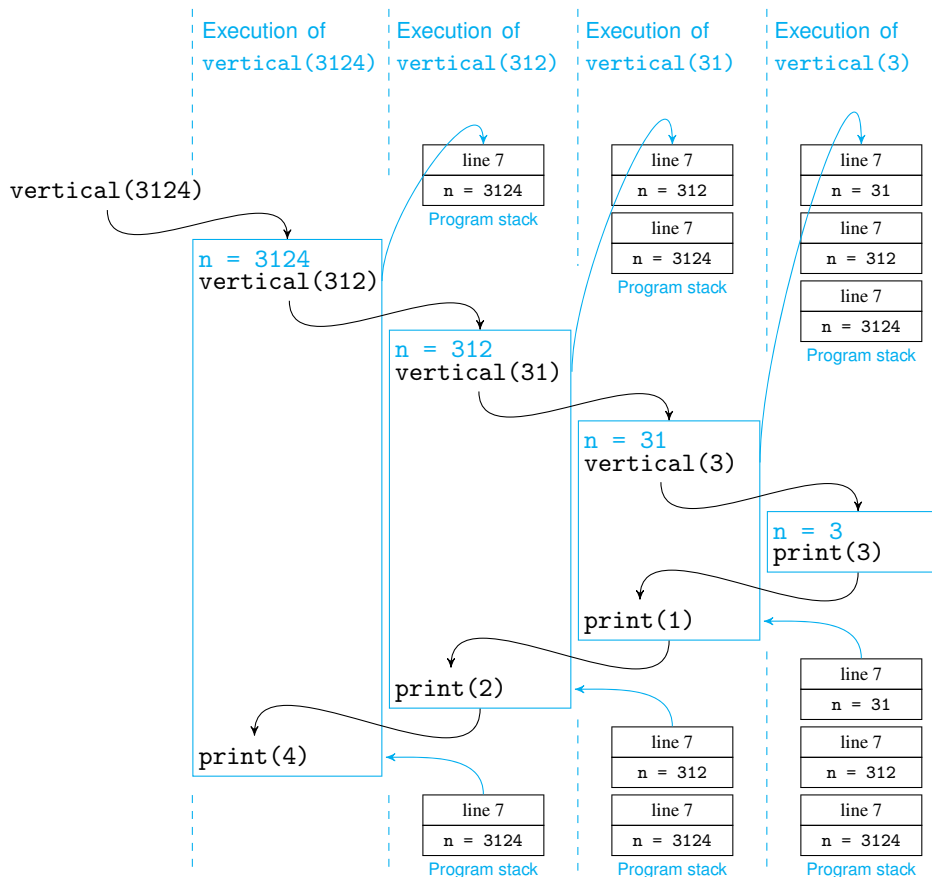 Execution of
vertical(3124)
Execution of
vertical(312)
Execution of
vertical(31)
Execution of
vertical(3)
line 7
n = 3124
Program stack
line 7
n = 312
line 7
n = 3124
Program stack
line 7
n = 31
line 7
n = 312
line 7
n = 3124
Program stack
vertical(3124)
n = 3124
vertical(312)
n = 312
vertical(31)
n = 31
vertical(3)
n = 3
print(3)
print(1)
print(2)
print(4)
line 7
n = 3124
Program stack
line 7
n = 312
line 7
n = 3124
Program stack
line 7
n = 31
line 7
n = 312
line 7
n = 3124
Program stack